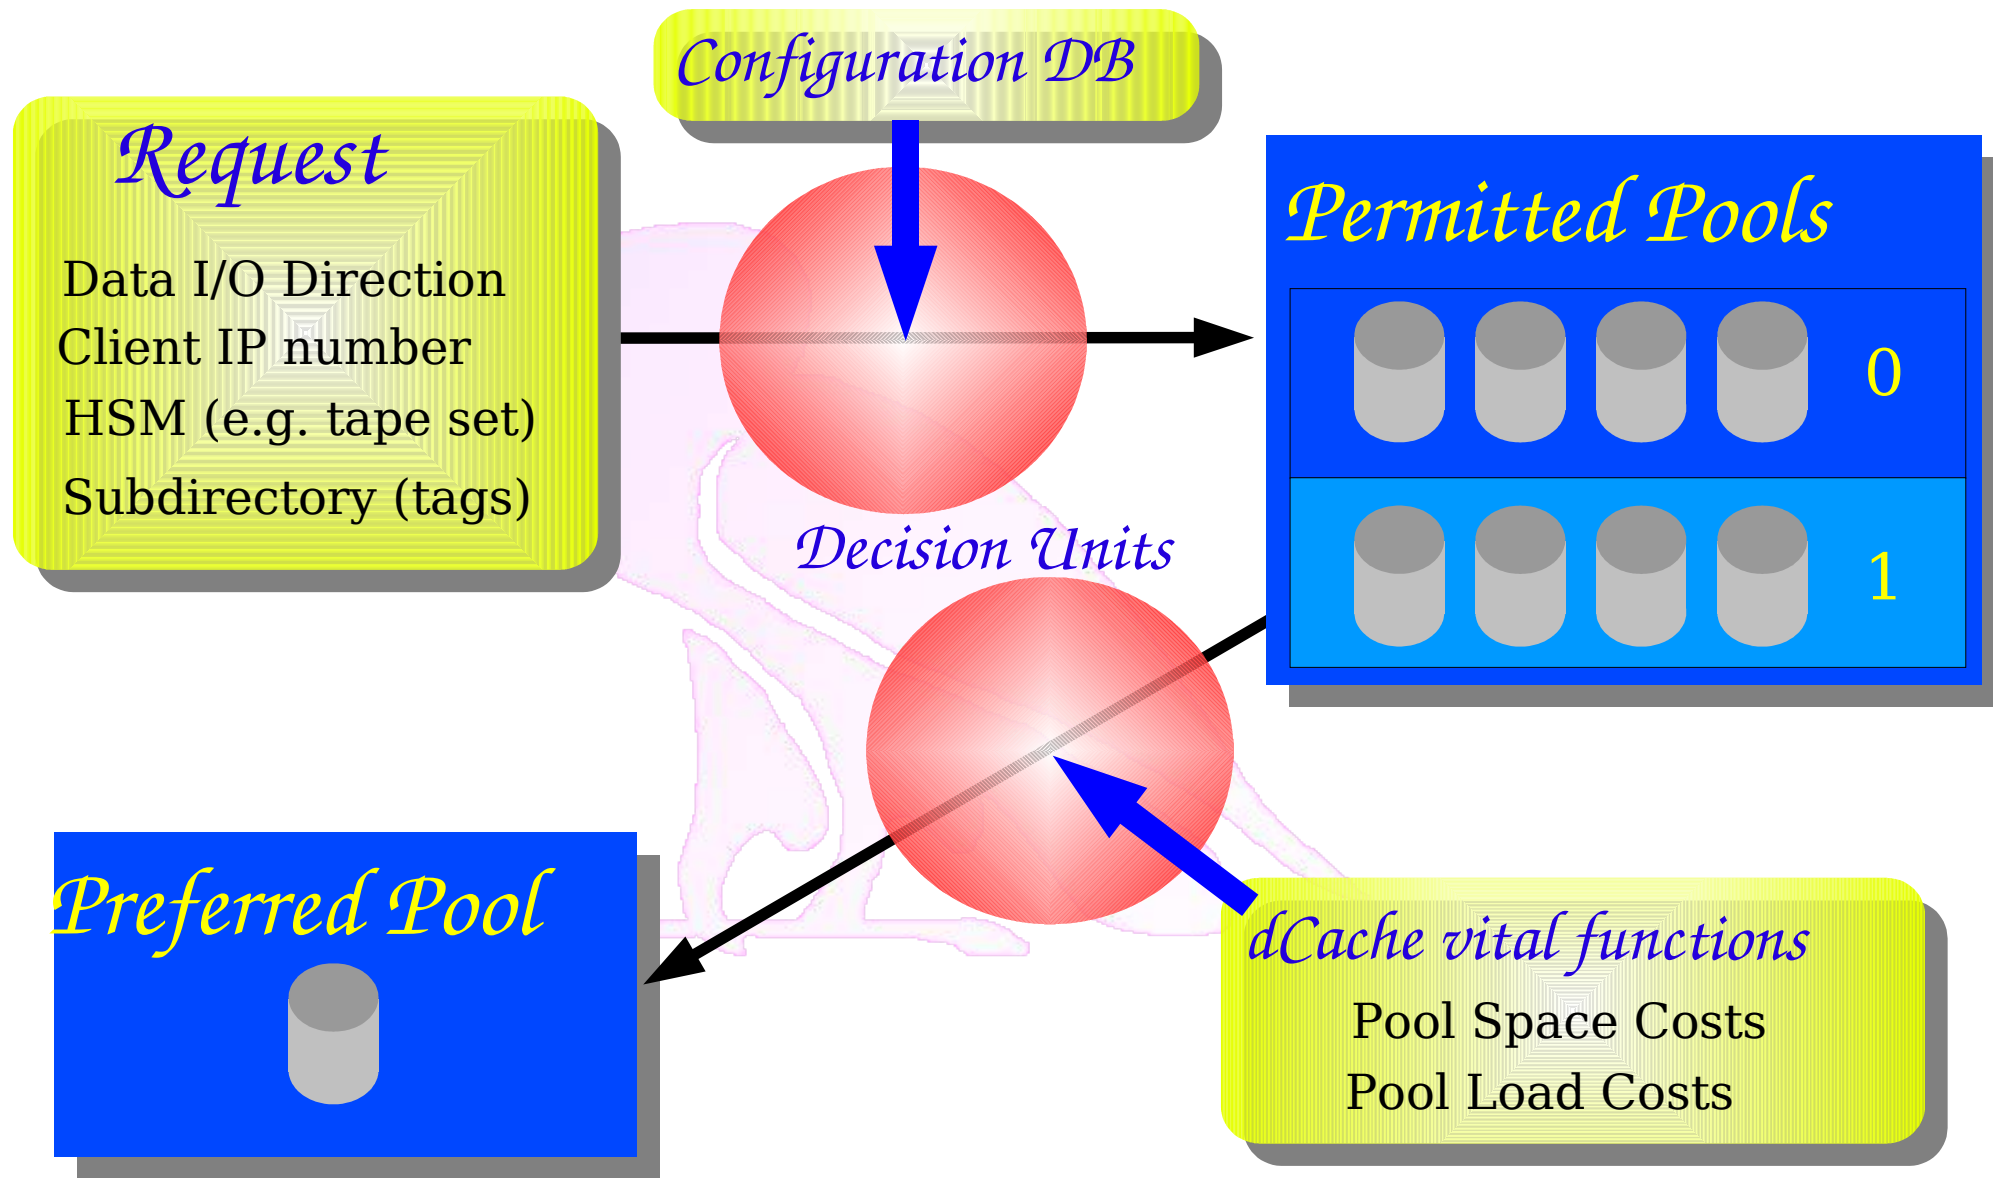 Configuration DB
Request
Data I/O Direction
Client IP number
HSM (e.g. tape set)
Subdirectory (tags)
Permitted Pools
0
1
Decision Units
Preferred Pool
dCache vital functions
Pool Space Costs
Pool Load Costs